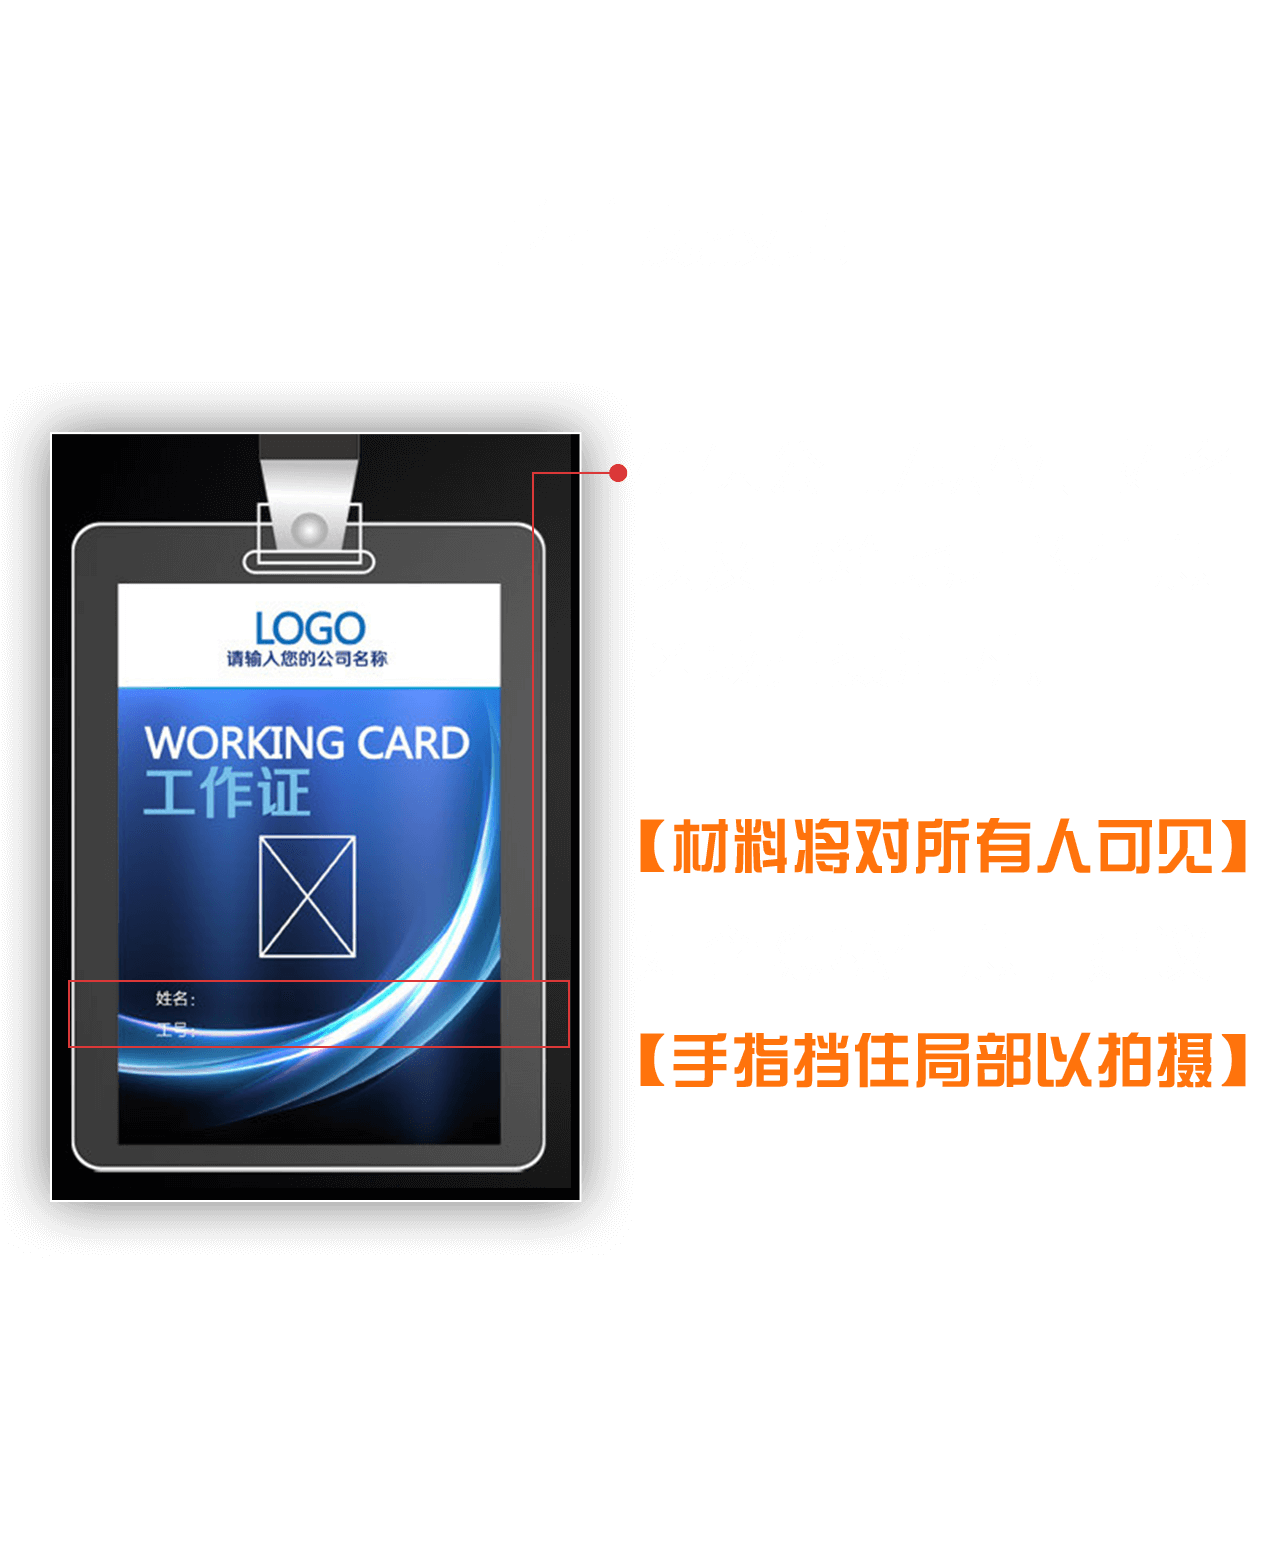 LOGO
请输入您的公司名称
WORKING CARD
工作证
姓名：
工号：
【材料将对所有人可见】
【手指挡住局部以拍摄】